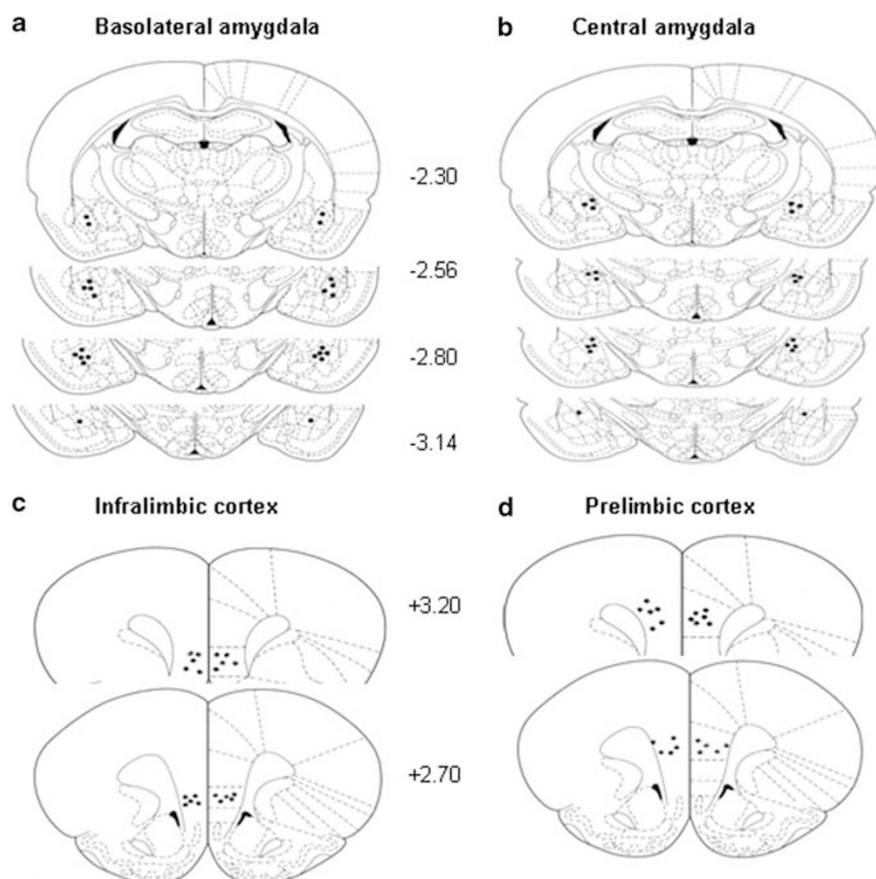 a Basolateral amygdala
b Central amygdala
-2.30
-2.56
-2.80
-3.14
c Infralimbic cortex
d Prelimbic cortex
+3.20
+2.70